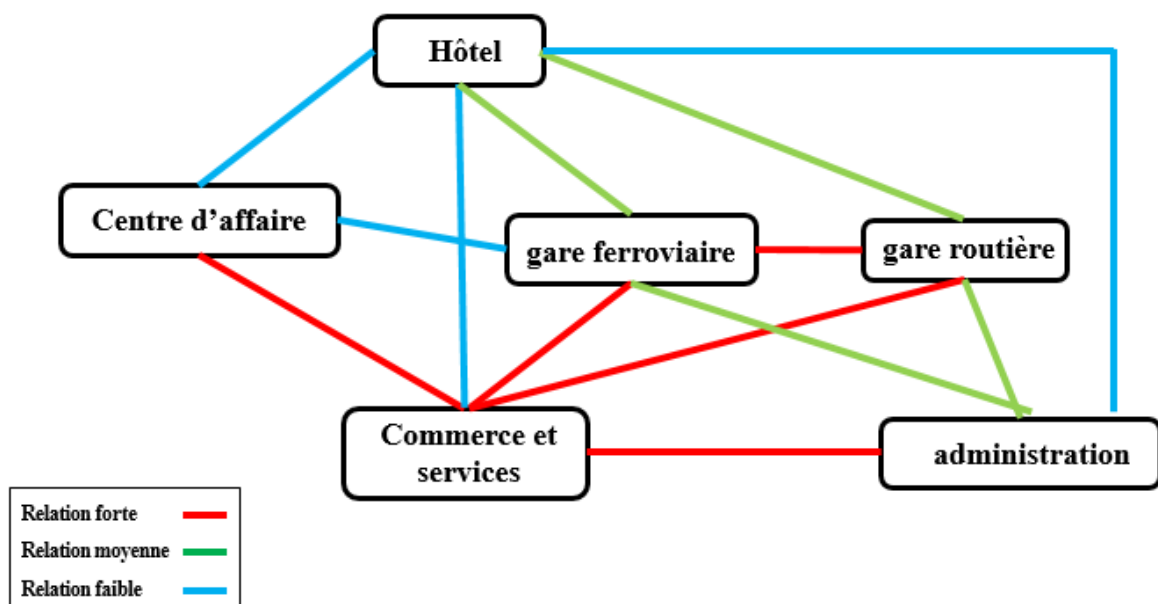 Hôtel
Centre d’affaire
gare ferroviaire
gare routière
Commerce et
services
administration
Relation forte
Relation moyenne
Relation faible